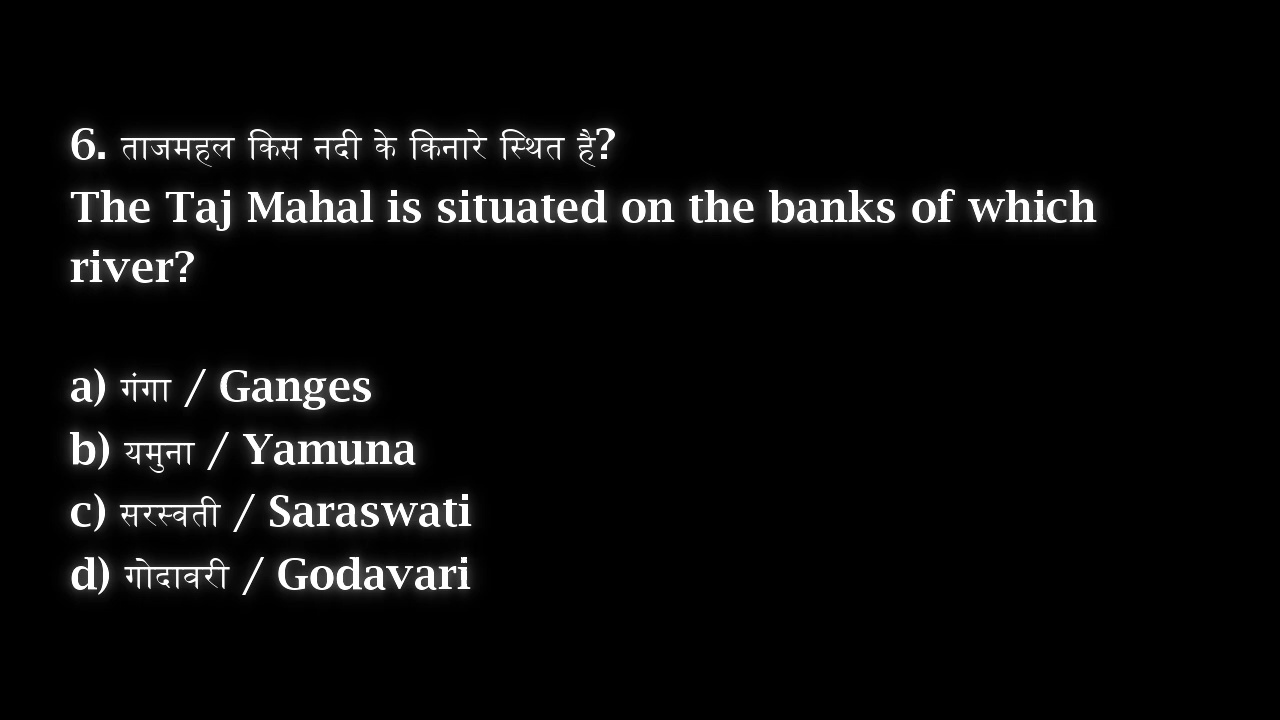 6. ताजमहल किस नदी के किनारे स्थित है?
The Taj Mahal is situated on the banks of which
river?
a) गंगा / Ganges
b) यमुना / Yamuna
c) सरस्वती / Saraswati
d) गोदावरी / Godavari